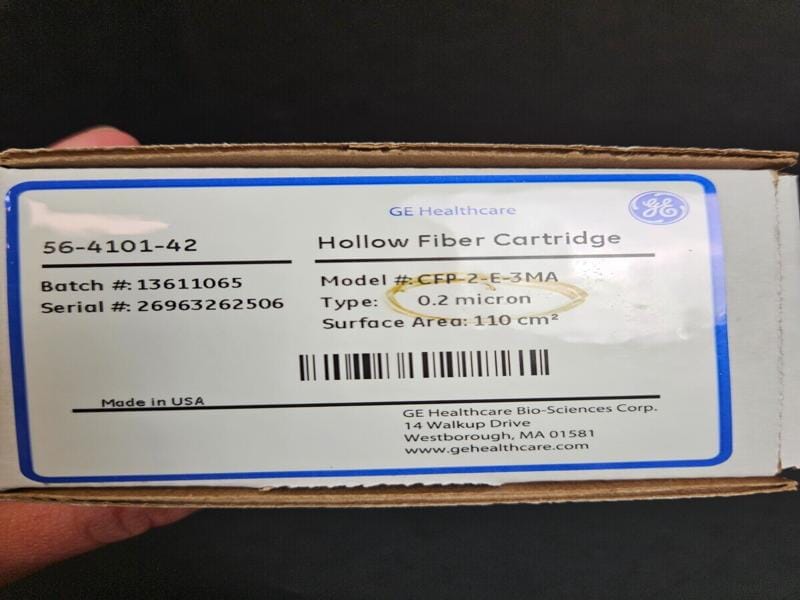 GE Healthcare
GE
56-4101-42
Hollow Fiber Cartridge
Batch #: 13611065
Serial #: 26963262506
Model #: CFP-2-E-3MA
Type: 0.2 micron
Surface Area: 110 cm²
Made in USA
GE Healthcare Bio-Sciences Corp.
14 Walkup Drive
Westborough, MA 01581
www.gehealthcare.com